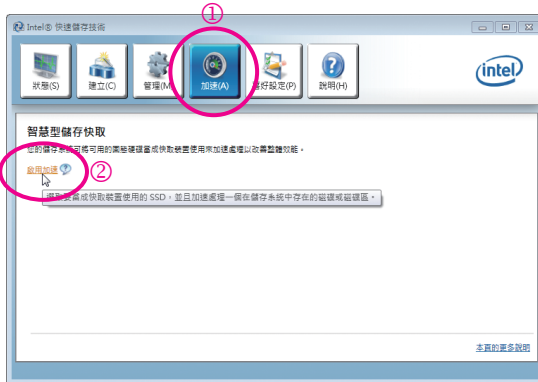 ①
Intel® 快速儲存技術
狀態(S) 建立(C) 管理(M) 加速(A) 偏好設定(P) 說明(H)
intel
智慧型儲存快取
您的儲存系統可將可用的固態硬碟當成快取裝置使用來加速處理以改善整體效能。
啟用加速 ?
②
選取要當成快取裝置使用的 SSD，並且加速處理一個在儲存系統中存在的磁碟或磁碟區。
本頁的更多說明